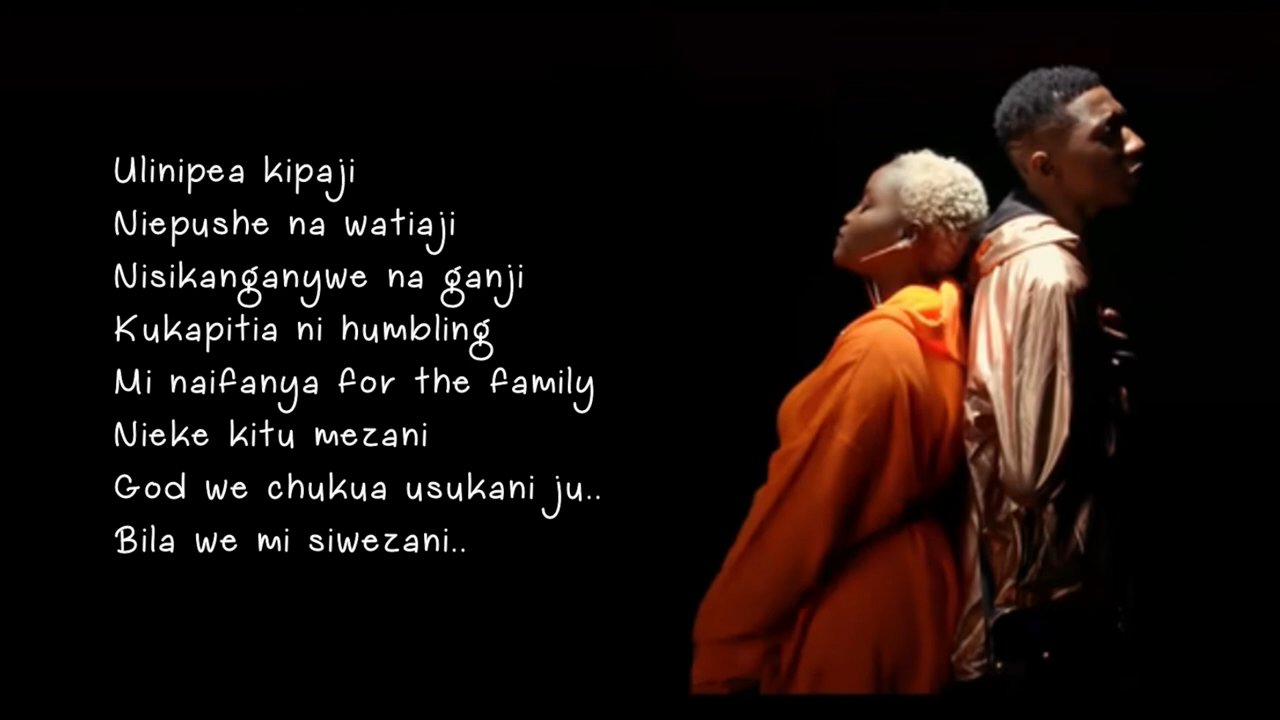 Ulinipea kipaji
Niepushe na watiaji
Nisikanganywe na ganji
Kukapitia ni humbling
Mi naifanya for the family
Nieke kitu mezani
God we chukua usukani ju..
Bila we mi siwezani..